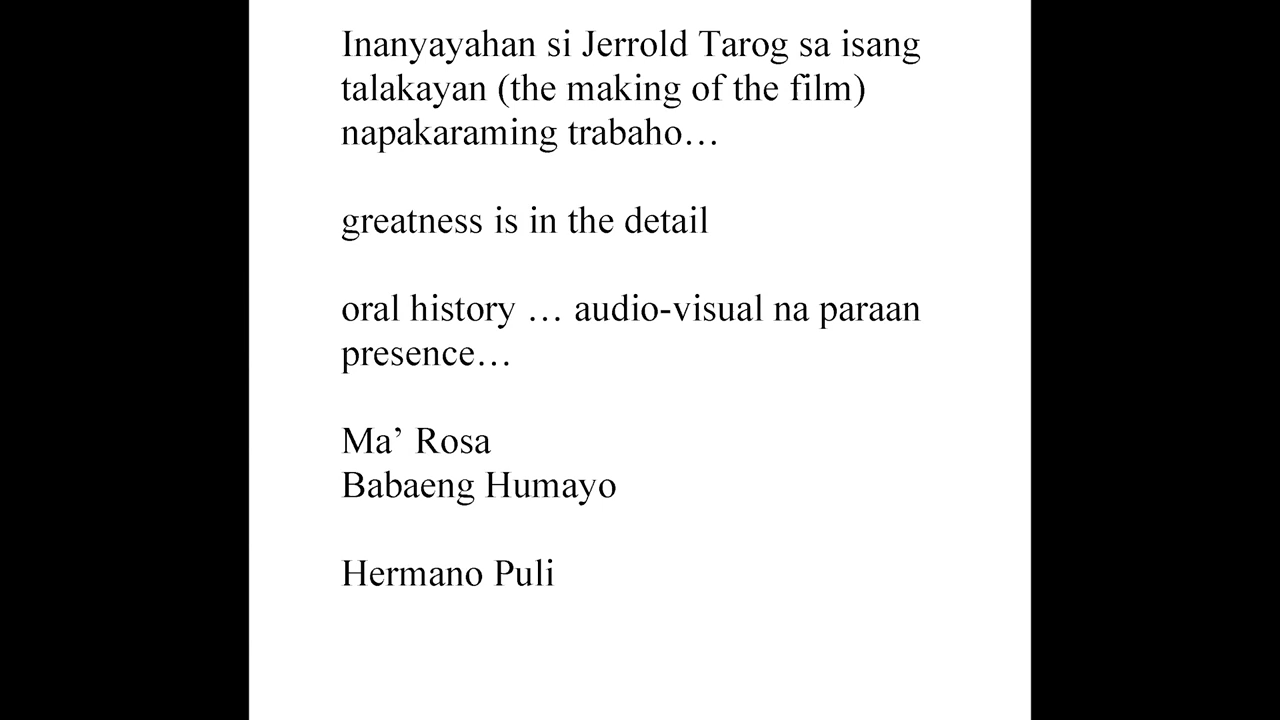 Inanyayahan si Jerrold Tarog sa isang
talakayan (the making of the film)
napakaraming trabaho…
greatness is in the detail
oral history … audio-visual na paraan
presence…
Ma’ Rosa
Babaeng Humayo
Hermano Puli